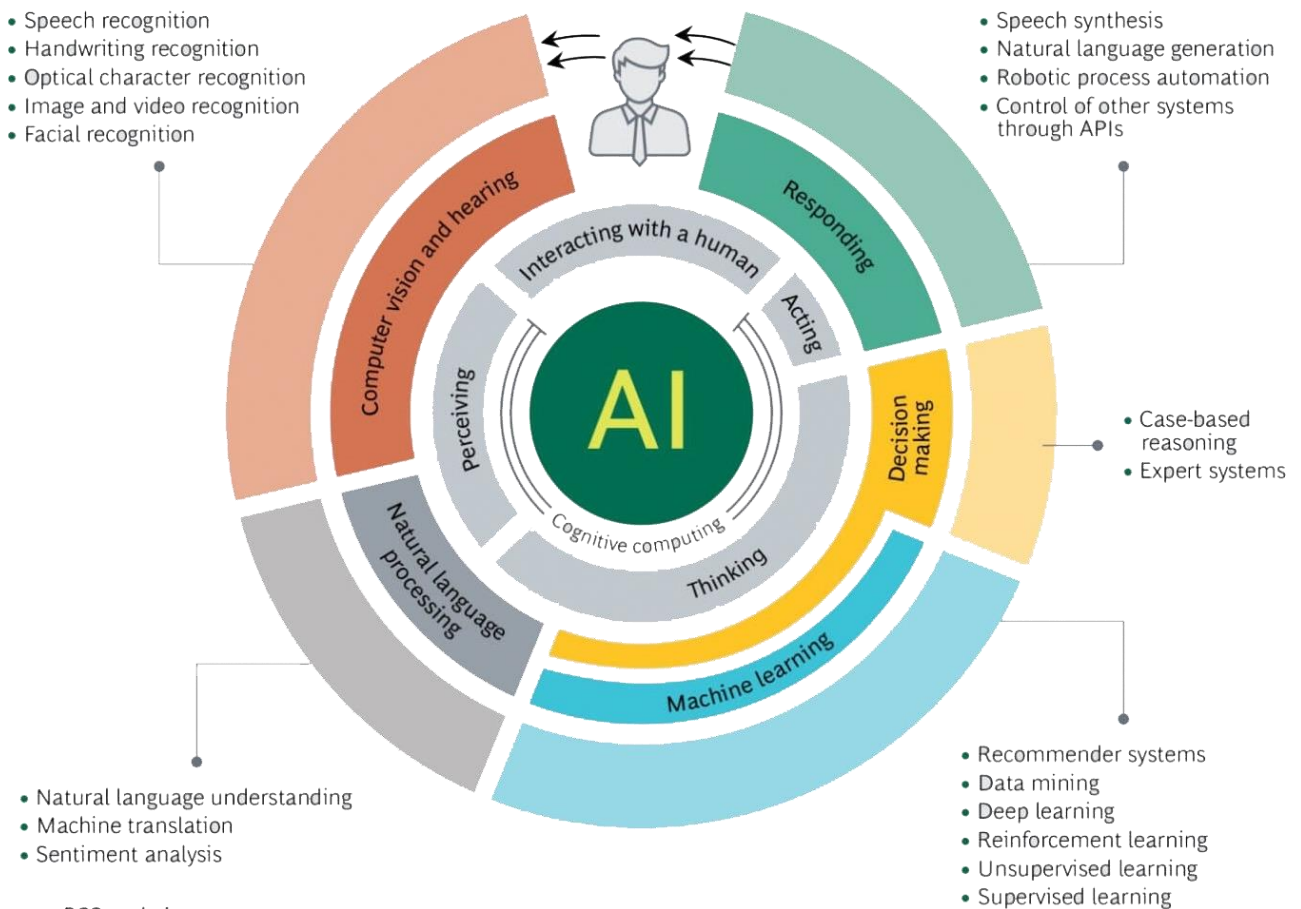 • Speech recognition
• Handwriting recognition
• Optical character recognition
• Image and video recognition
• Facial recognition
• Speech synthesis
• Natural language generation
• Robotic process automation
• Control of other systems
through APIs
Computer vision and hearing
Interacting with a human
Responding
Acting
Perceiving
AI
Decision
making
• Case-based
reasoning
• Expert systems
Cognitive computing
Thinking
Natural language
processing
Machine learning
• Natural language understanding
• Machine translation
• Sentiment analysis
• Recommender systems
• Data mining
• Deep learning
• Reinforcement learning
• Unsupervised learning
• Supervised learning